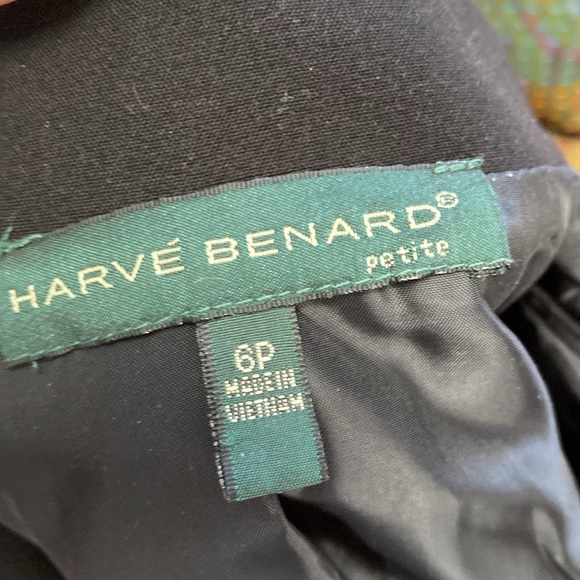 HARVÉ BENARD®
petite
6P
MADE IN
VIETNAM